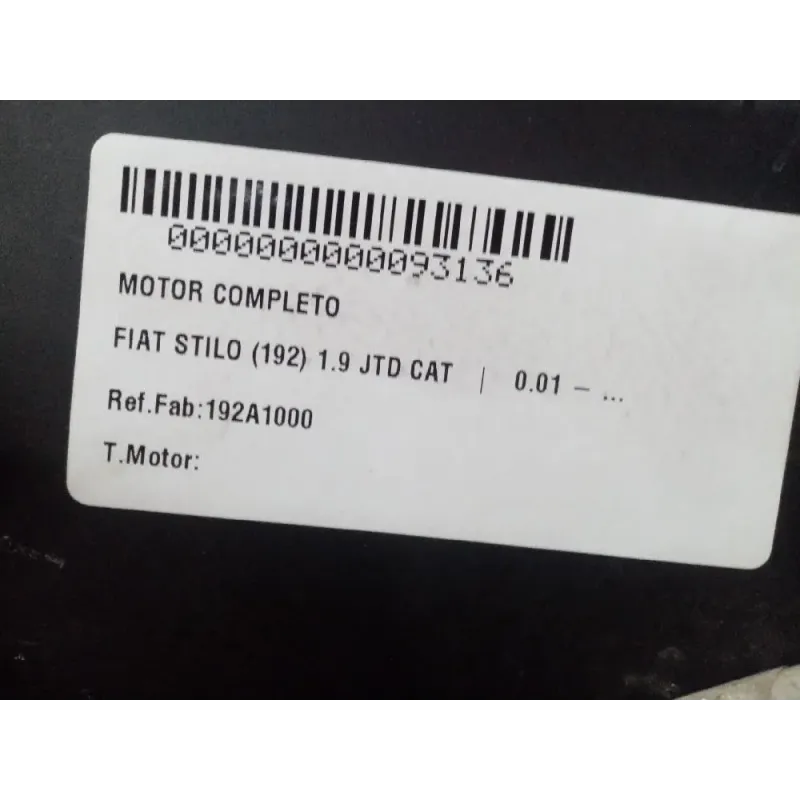 0000000000093136
MOTOR COMPLETO
FIAT STILO (192) 1.9 JTD CAT | 0.01 - ...
Ref.Fab:192A1000
T.Motor: